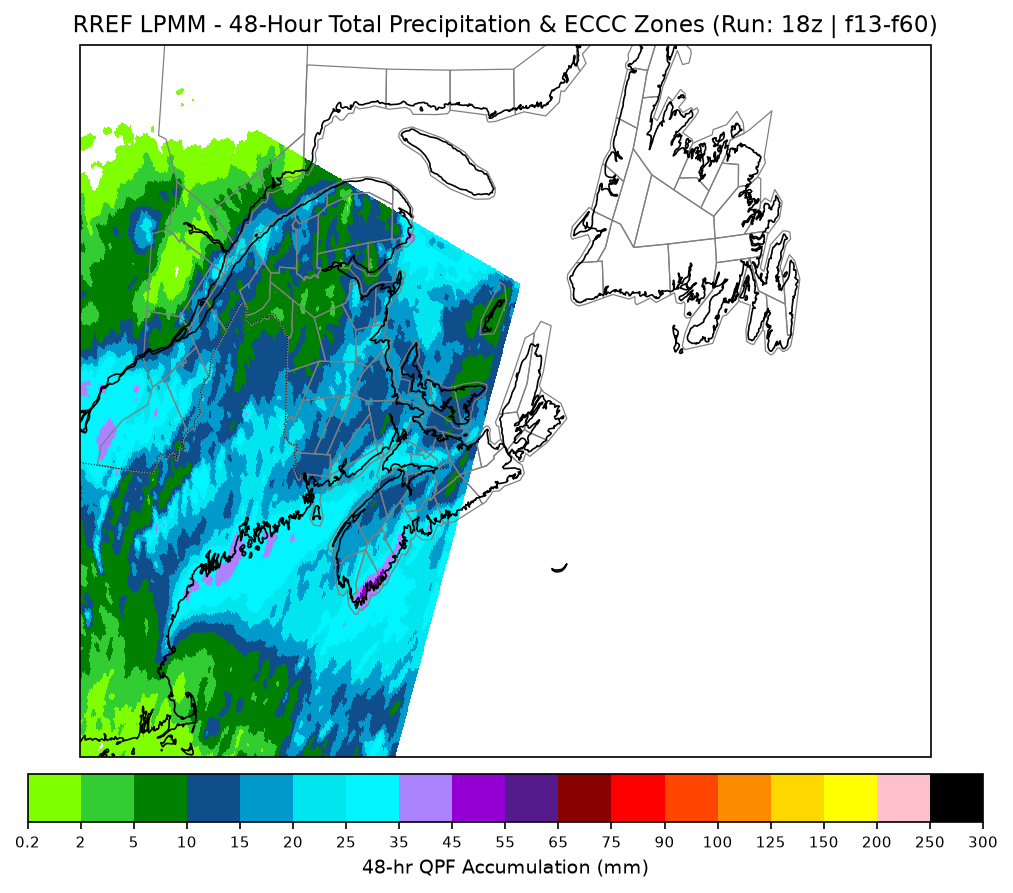 RREF LPMM - 48-Hour Total Precipitation & ECCC Zones (Run: 18z | f13-f60)
0.2 2 5 10 15 20 25 35 45 55 65 75 90 100 125 150 200 250 300
48-hr QPF Accumulation (mm)